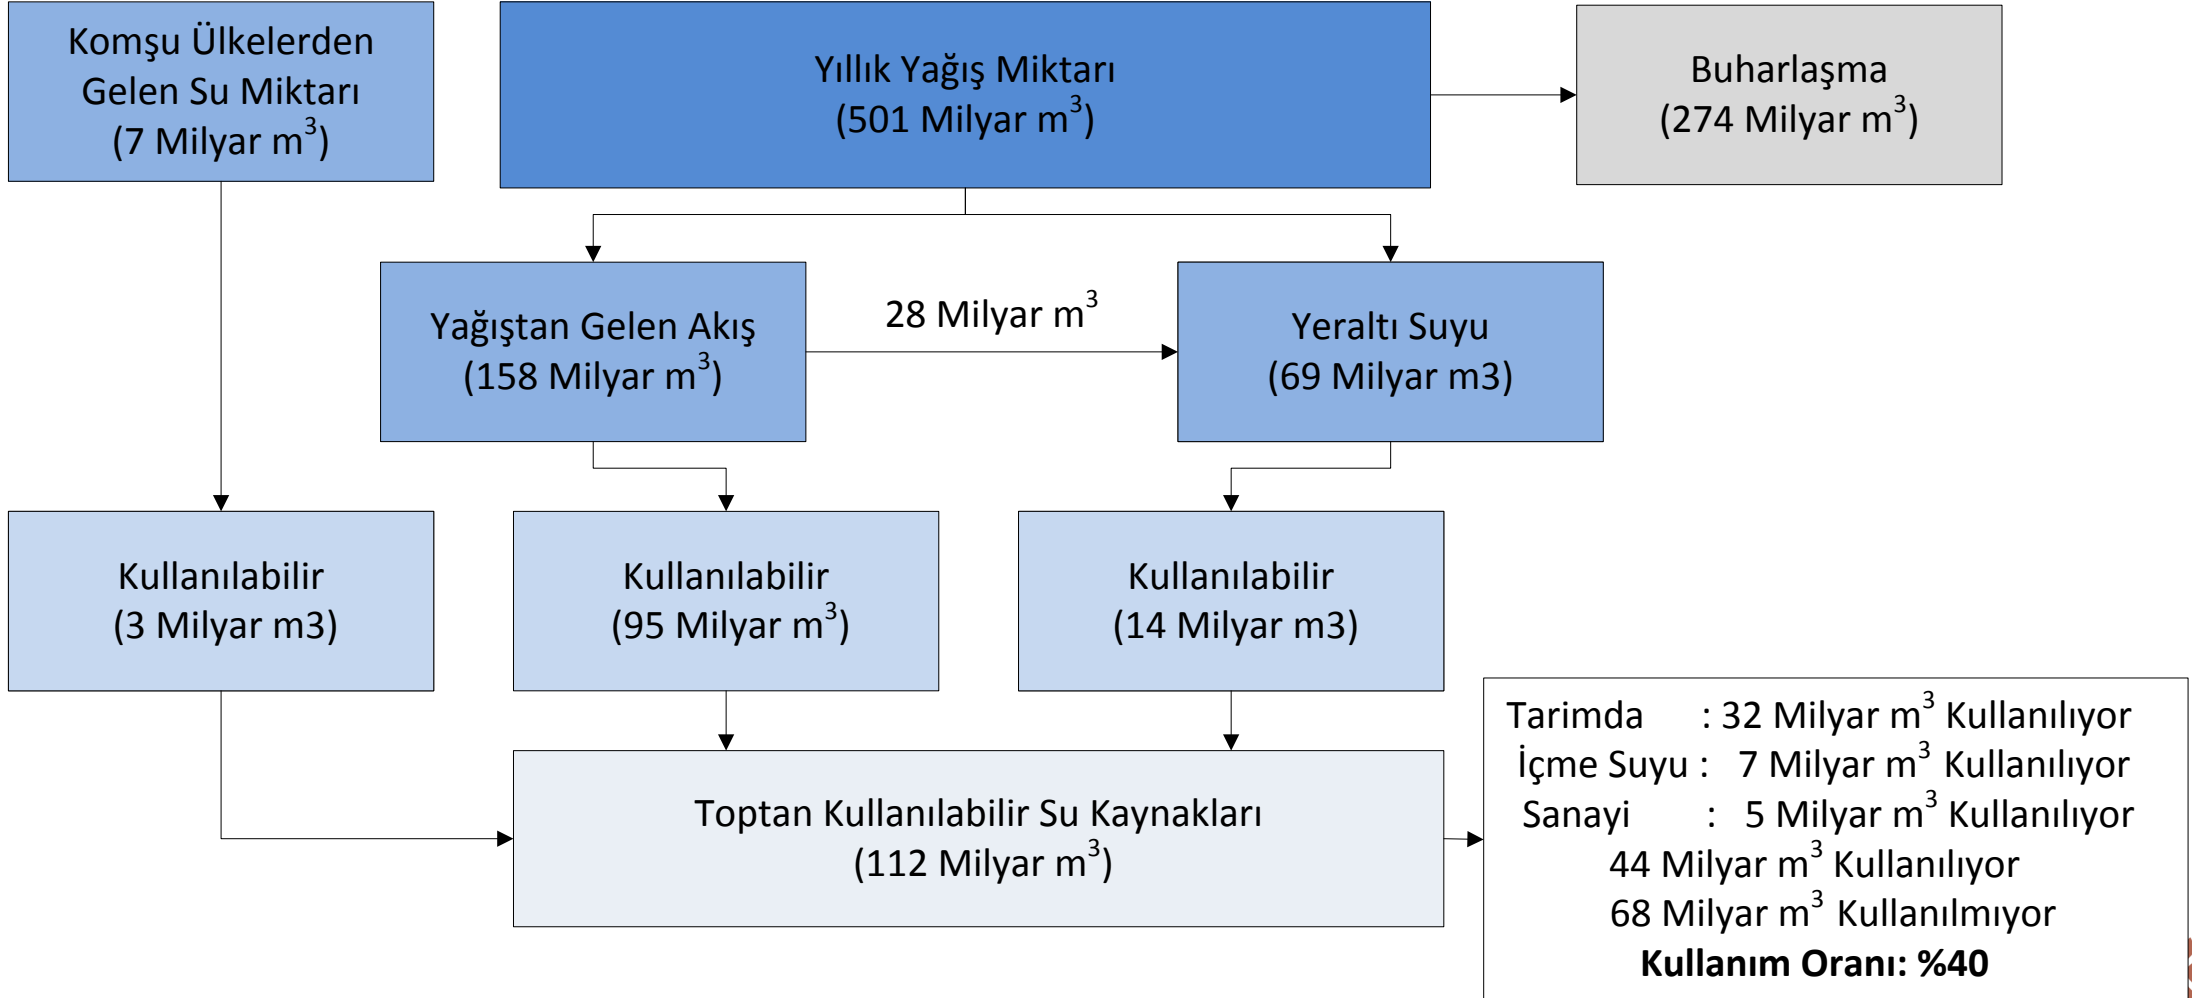 Komşu Ülkelerden
Gelen Su Miktarı
(7 Milyar m³)
Yıllık Yağış Miktarı
(501 Milyar m³)
Buharlaşma
(274 Milyar m³)
Yağıştan Gelen Akış
(158 Milyar m³)
28 Milyar m³
Yeraltı Suyu
(69 Milyar m3)
Kullanılabilir
(3 Milyar m3)
Kullanılabilir
(95 Milyar m³)
Kullanılabilir
(14 Milyar m3)
Toptan Kullanılabilir Su Kaynakları
(112 Milyar m³)
Tarimda : 32 Milyar m³ Kullanılıyor
İçme Suyu : 7 Milyar m³ Kullanılıyor
Sanayi : 5 Milyar m³ Kullanılıyor
44 Milyar m³ Kullanılıyor
68 Milyar m³ Kullanılmıyor
Kullanım Oranı: %40